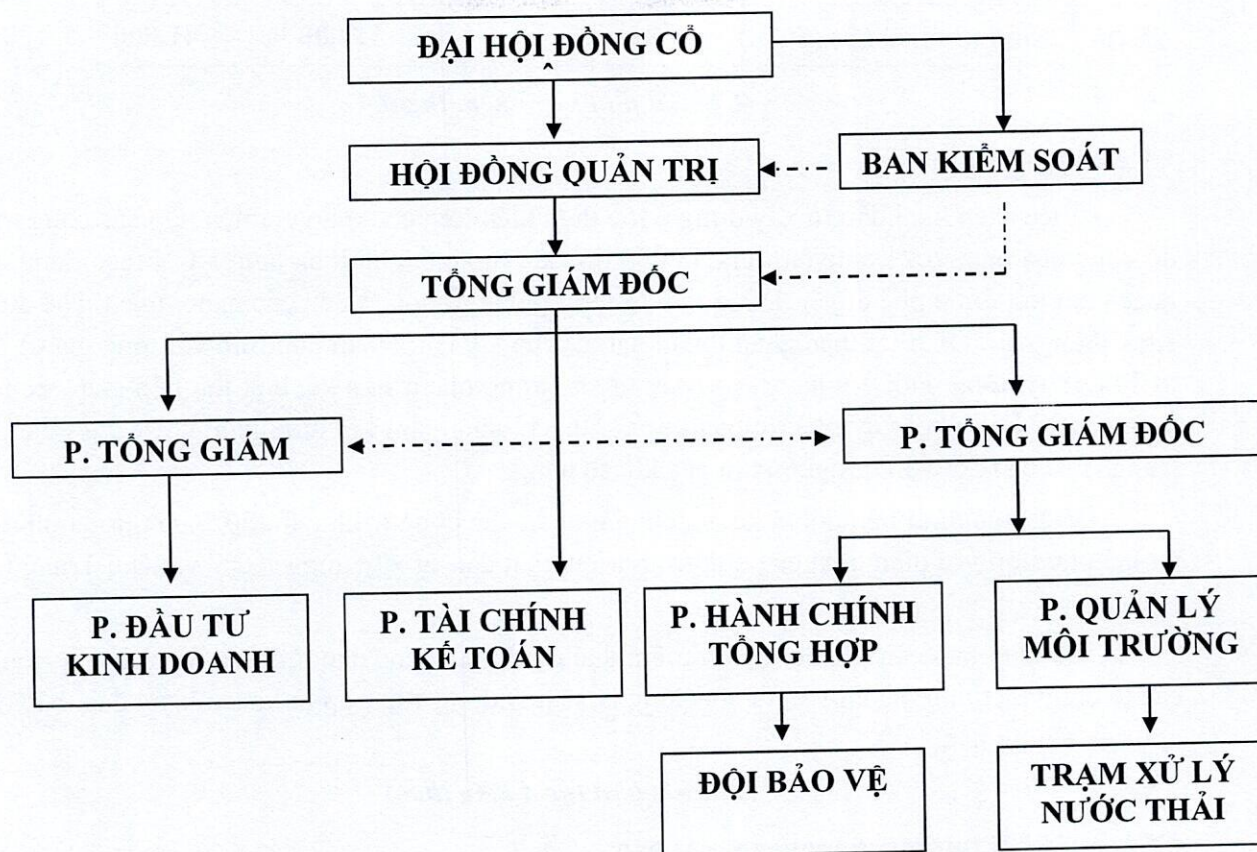 ĐẠI HỘI ĐỒNG CỔ
HỘI ĐỒNG QUẢN TRỊ
BAN KIỂM SOÁT
TỔNG GIÁM ĐỐC
P. TỔNG GIÁM
P. TỔNG GIÁM ĐỐC
P. ĐẦU TƯ
KINH DOANH
P. TÀI CHÍNH
KẾ TOÁN
P. HÀNH CHÍNH
TỔNG HỢP
P. QUẢN LÝ
MÔI TRƯỜNG
ĐỘI BẢO VỆ
TRẠM XỬ LÝ
NƯỚC THẢI